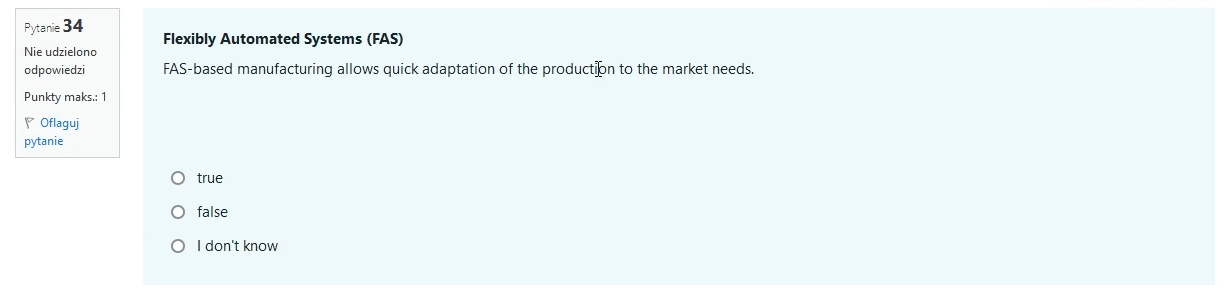 Pytanie 34
Nie udzielono
odpowiedzi
Punkty maks.: 1
Oflaguj
pytanie
Flexibly Automated Systems (FAS)
FAS-based manufacturing allows quick adaptation of the production to the market needs.
true
false
I don't know